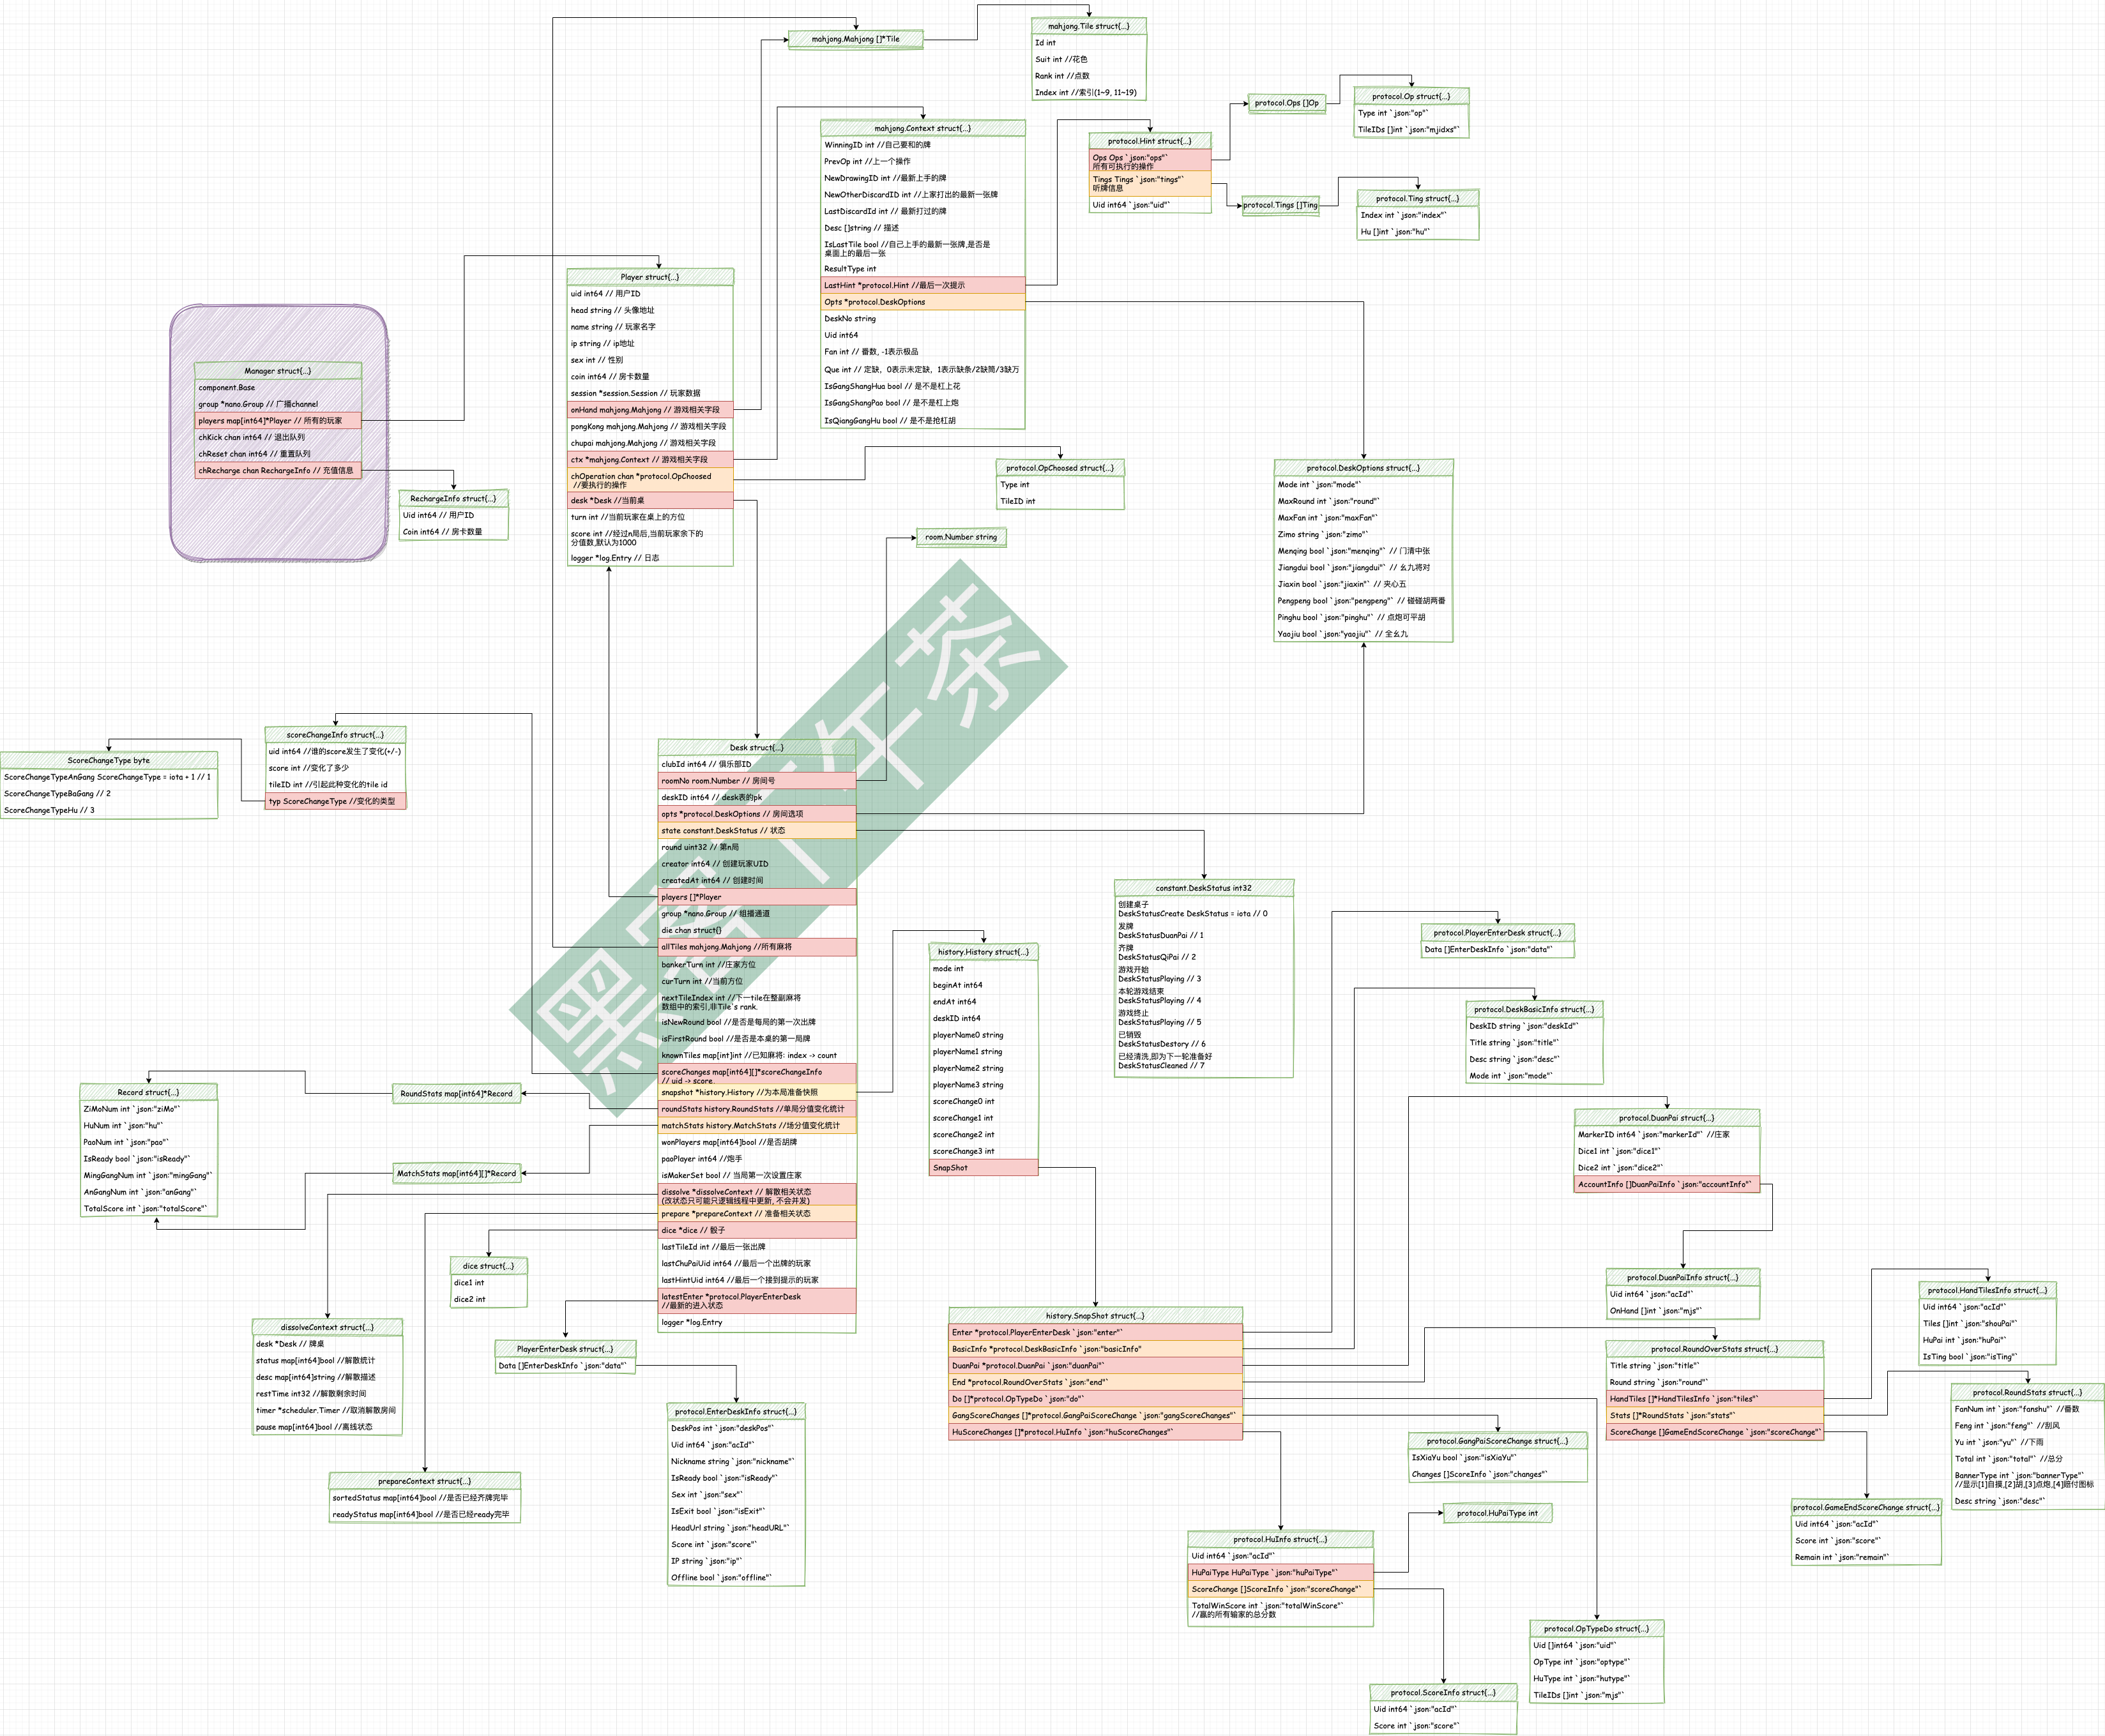 mahjong.Mahjong []*Tile
mahjong.Tile struct{...}
Id int
Suit int //花色
Rank int //点数
Index int //索引(1~9, 11~19)
protocol.Ops []Op
protocol.Op struct{...}
Type int `json:"op"`
TileIDs []int `json:"mjidxs"`
mahjong.Context struct{...}
WinningID int //自己要和的牌
PrevOp int //上一个操作
NewDrawingID int //最新上手的牌
NewOtherDiscardID int //上家打出的最新一张牌
LastDiscardId int // 最新打过的牌
Desc []string // 描述
IsLastTile bool //自己上手的最新一张牌,是否是
桌面上的最后一张
ResultType int
LastHint *protocol.Hint //最后一次提示
Opts *protocol.DeskOptions
DeskNo string
Uid int64
Fan int // 番数, -1表示极品
Que int // 定缺，0表示未定缺，1表示缺条/2缺筒/3缺万
IsGangShangHua bool // 是不是杠上花
IsGangShangPao bool // 是不是杠上炮
IsQiangGangHu bool // 是不是抢杠胡
protocol.Hint struct{...}
Ops Ops `json:"ops"`
所有可执行的操作
Tings Tings `json:"tings"`
听牌信息
Uid int64 `json:"uid"`
protocol.Tings []Ting
protocol.Ting struct{...}
Index int `json:"index"`
Hu []int `json:"hu"`
Player struct{...}
uid int64 // 用户ID
head string // 头像地址
name string // 玩家名字
ip string // ip地址
sex int // 性别
coin int64 // 房卡数量
session *session.Session // 玩家数据
onHand mahjong.Mahjong // 游戏相关字段
pongKong mahjong.Mahjong // 游戏相关字段
chupai mahjong.Mahjong // 游戏相关字段
ctx *mahjong.Context // 游戏相关字段
chOperation chan *protocol.OpChoosed
//要执行的操作
desk *Desk //当前桌
turn int //当前玩家在桌上的方位
score int //经过n局后,当前玩家余下的
分值数,默认为1000
logger *log.Entry // 日志
Manager struct{...}
component.Base
group *nano.Group // 广播channel
players map[int64]*Player // 所有的玩家
chKick chan int64 // 退出队列
chReset chan int64 // 重置队列
chRecharge chan RechargeInfo // 充值信息
RechargeInfo struct{...}
Uid int64 // 用户ID
Coin int64 // 房卡数量
protocol.OpChoosed struct{...}
Type int
TileID int
room.Number string
protocol.DeskOptions struct{...}
Mode int `json:"mode"`
MaxRound int `json:"round"`
MaxFan int `json:"maxFan"`
Zimo string `json:"zimo"`
Menqing bool `json:"menqing"` // 门清中张
Jiangdui bool `json:"jiangdui"` // 幺九将对
Jiaxin bool `json:"jiaxin"` // 夹心五
Pengpeng bool `json:"pengpeng"` // 碰碰胡两番
Pinghu bool `json:"pinghu"` // 点炮可平胡
Yaojiu bool `json:"yaojiu"` // 全幺九
黑客下午茶
scoreChangeInfo struct{...}
uid int64 //谁的score发生了变化(+/-)
score int //变化了多少
tileID int //引起此种变化的tile id
typ ScoreChangeType //变化的类型
ScoreChangeType byte
ScoreChangeTypeAnGang ScoreChangeType = iota + 1 // 1
ScoreChangeTypeBaGang // 2
ScoreChangeTypeHu // 3
Desk struct{...}
clubId int64 // 俱乐部ID
roomNo room.Number // 房间号
deskID int64 // desk表的pk
opts *protocol.DeskOptions // 房间选项
state constant.DeskStatus // 状态
round uint32 // 第n局
creator int64 // 创建玩家UID
createdAt int64 // 创建时间
players []*Player
group *nano.Group // 组播通道
die chan struct{}
allTiles mahjong.Mahjong //所有麻将
bankerTurn int //庄家方位
curTurn int //当前方位
nextTileIndex int //下一tile在整副麻将
数组中的索引,非Tile`s rank.
isNewRound bool //是否是每局的第一次出牌
isFirstRound bool //是否是本桌的第一局牌
knownTiles map[int]int //已知麻将: index -> count
scoreChanges map[int64][]*scoreChangeInfo
// uid -> score.
snapshot *history.History //为本局准备快照
roundStats history.RoundStats //单局分值变化统计
matchStats history.MatchStats //场分值变化统计
wonPlayers map[int64]bool //是否胡牌
paoPlayer int64 //炮手
isMakerSet bool // 当局第一次设置庄家
dissolve *dissolveContext // 解散相关状态
(改状态只可能只逻辑线程中更新, 不会并发)
prepare *prepareContext // 准备相关状态
dice *dice // 骰子
lastTileId int //最后一张出牌
lastChuPaiUid int64 //最后一个出牌的玩家
lastHintUid int64 //最后一个接到提示的玩家
latestEnter *protocol.PlayerEnterDesk
//最新的进入状态
logger *log.Entry
constant.DeskStatus int32
创建桌子
DeskStatusCreate DeskStatus = iota // 0
发牌
DeskStatusDuanPai // 1
齐牌
DeskStatusQiPai // 2
游戏开始
DeskStatusPlaying // 3
本轮游戏结束
DeskStatusPlaying // 4
游戏终止
DeskStatusPlaying // 5
已销毁
DeskStatusDestory // 6
已经清洗,即为下一轮准备好
DeskStatusCleaned // 7
history.History struct{...}
mode int
beginAt int64
endAt int64
deskID int64
playerName0 string
playerName1 string
playerName2 string
playerName3 string
scoreChange0 int
scoreChange1 int
scoreChange2 int
scoreChange3 int
SnapShot
protocol.PlayerEnterDesk struct{...}
Data []EnterDeskInfo `json:"data"`
protocol.DeskBasicInfo struct{...}
DeskID string `json:"deskId"`
Title string `json:"title"`
Desc string `json:"desc"`
Mode int `json:"mode"`
protocol.DuanPai struct{...}
MarkerID int64 `json:"markerId"` //庄家
Dice1 int `json:"dice1"`
Dice2 int `json:"dice2"`
AccountInfo []DuanPaiInfo `json:"accountInfo"`
Record struct{...}
ZiMoNum int `json:"ziMo"`
HuNum int `json:"hu"`
PaoNum int `json:"pao"`
IsReady bool `json:"isReady"`
MingGangNum int `json:"mingGang"`
AnGangNum int `json:"anGang"`
TotalScore int `json:"totalScore"`
RoundStats map[int64]*Record
MatchStats map[int64][]*Record
dice struct{...}
dice1 int
dice2 int
dissolveContext struct{...}
desk *Desk // 牌桌
status map[int64]bool //解散统计
desc map[int64]string //解散描述
restTime int32 //解散剩余时间
timer *scheduler.Timer //取消解散房间
pause map[int64]bool //离线状态
PlayerEnterDesk struct{...}
Data []EnterDeskInfo `json:"data"`
prepareContext struct{...}
sortedStatus map[int64]bool //是否已经齐牌完毕
readyStatus map[int64]bool //是否已经ready完毕
protocol.EnterDeskInfo struct{...}
DeskPos int `json:"deskPos"`
Uid int64 `json:"acId"`
Nickname string `json:"nickname"`
IsReady bool `json:"isReady"`
Sex int `json:"sex"`
IsExit bool `json:"isExit"`
HeadUrl string `json:"headURL"`
Score int `json:"score"`
IP string `json:"ip"`
Offline bool `json:"offline"`
history.SnapShot struct{...}
Enter *protocol.PlayerEnterDesk `json:"enter"`
BasicInfo *protocol.DeskBasicInfo `json:"basicInfo"
DuanPai *protocol.DuanPai `json:"duanPai"`
End *protocol.RoundOverStats `json:"end"`
Do []*protocol.OpTypeDo `json:"do"`
GangScoreChanges []*protocol.GangPaiScoreChange `json:"gangScoreChanges"`
HuScoreChanges []*protocol.HuInfo `json:"huScoreChanges"`
protocol.DuanPaiInfo struct{...}
Uid int64 `json:"acId"`
OnHand []int `json:"mjs"`
protocol.HandTilesInfo struct{...}
Uid int64 `json:"acId"`
Tiles []int `json:"shouPai"`
HuPai int `json:"huPai"`
IsTing bool `json:"isTing"`
protocol.RoundOverStats struct{...}
Title string `json:"title"`
Round string `json:"round"`
HandTiles []*HandTilesInfo `json:"tiles"`
Stats []*RoundStats `json:"stats"`
ScoreChange []GameEndScoreChange `json:"scoreChange"`
protocol.RoundStats struct{...}
FanNum int `json:"fanshu"` //番数
Feng int `json:"feng"` //刮风
Yu int `json:"yu"` //下雨
Total int `json:"total"` //总分
BannerType int `json:"bannerType"`
//显示[1]自摸,[2]胡,[3]点炮,[4]赔付图标
Desc string `json:"desc"`
protocol.GangPaiScoreChange struct{...}
IsXiaYu bool `json:"isXiaYu"`
Changes []ScoreInfo `json:"changes"`
protocol.GameEndScoreChange struct{...}
Uid int64 `json:"acId"`
Score int `json:"score"`
Remain int `json:"remain"`
protocol.HuPaiType int
protocol.HuInfo struct{...}
Uid int64 `json:"acId"`
HuPaiType HuPaiType `json:"huPaiType"`
ScoreChange []ScoreInfo `json:"scoreChange"`
TotalWinScore int `json:"totalWinScore"`
//赢的所有输家的总分数
protocol.OpTypeDo struct{...}
Uid []int64 `json:"uid"`
OpType int `json:"optype"`
HuType int `json:"hutype"`
TileIDs []int `json:"mjs"`
protocol.ScoreInfo struct{...}
Uid int64 `json:"acId"`
Score int `json:"score"`